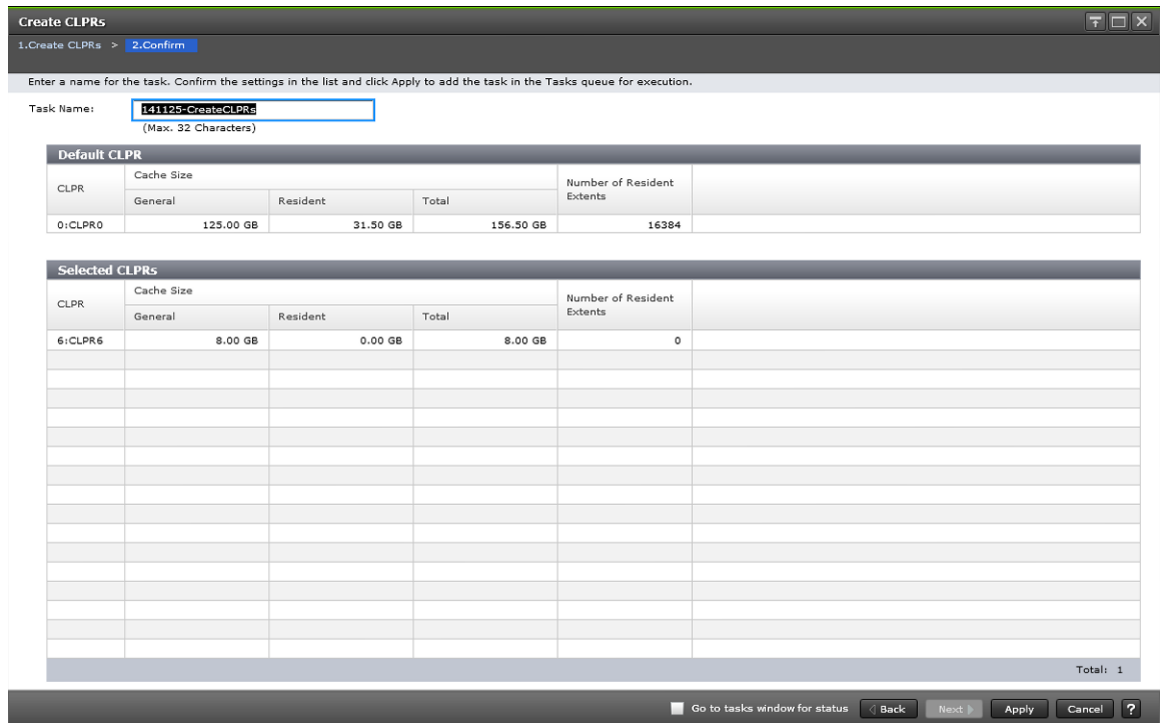 Create CLPRs
1.Create CLPRs > 2.Confirm
Enter a name for the task. Confirm the settings in the list and click Apply to add the task in the Tasks queue for execution.
Task Name: 141125-CreateCLPRs
(Max. 32 Characters)
Default CLPR
CLPR Cache Size Number of Resident Extents
General Resident Total
0:CLPR0 125.00 GB 31.50 GB 156.50 GB 16384
Selected CLPRs
CLPR Cache Size Number of Resident Extents
General Resident Total
6:CLPR6 8.00 GB 0.00 GB 8.00 GB 0
Total: 1
Go to tasks window for status Back Next Apply Cancel ?